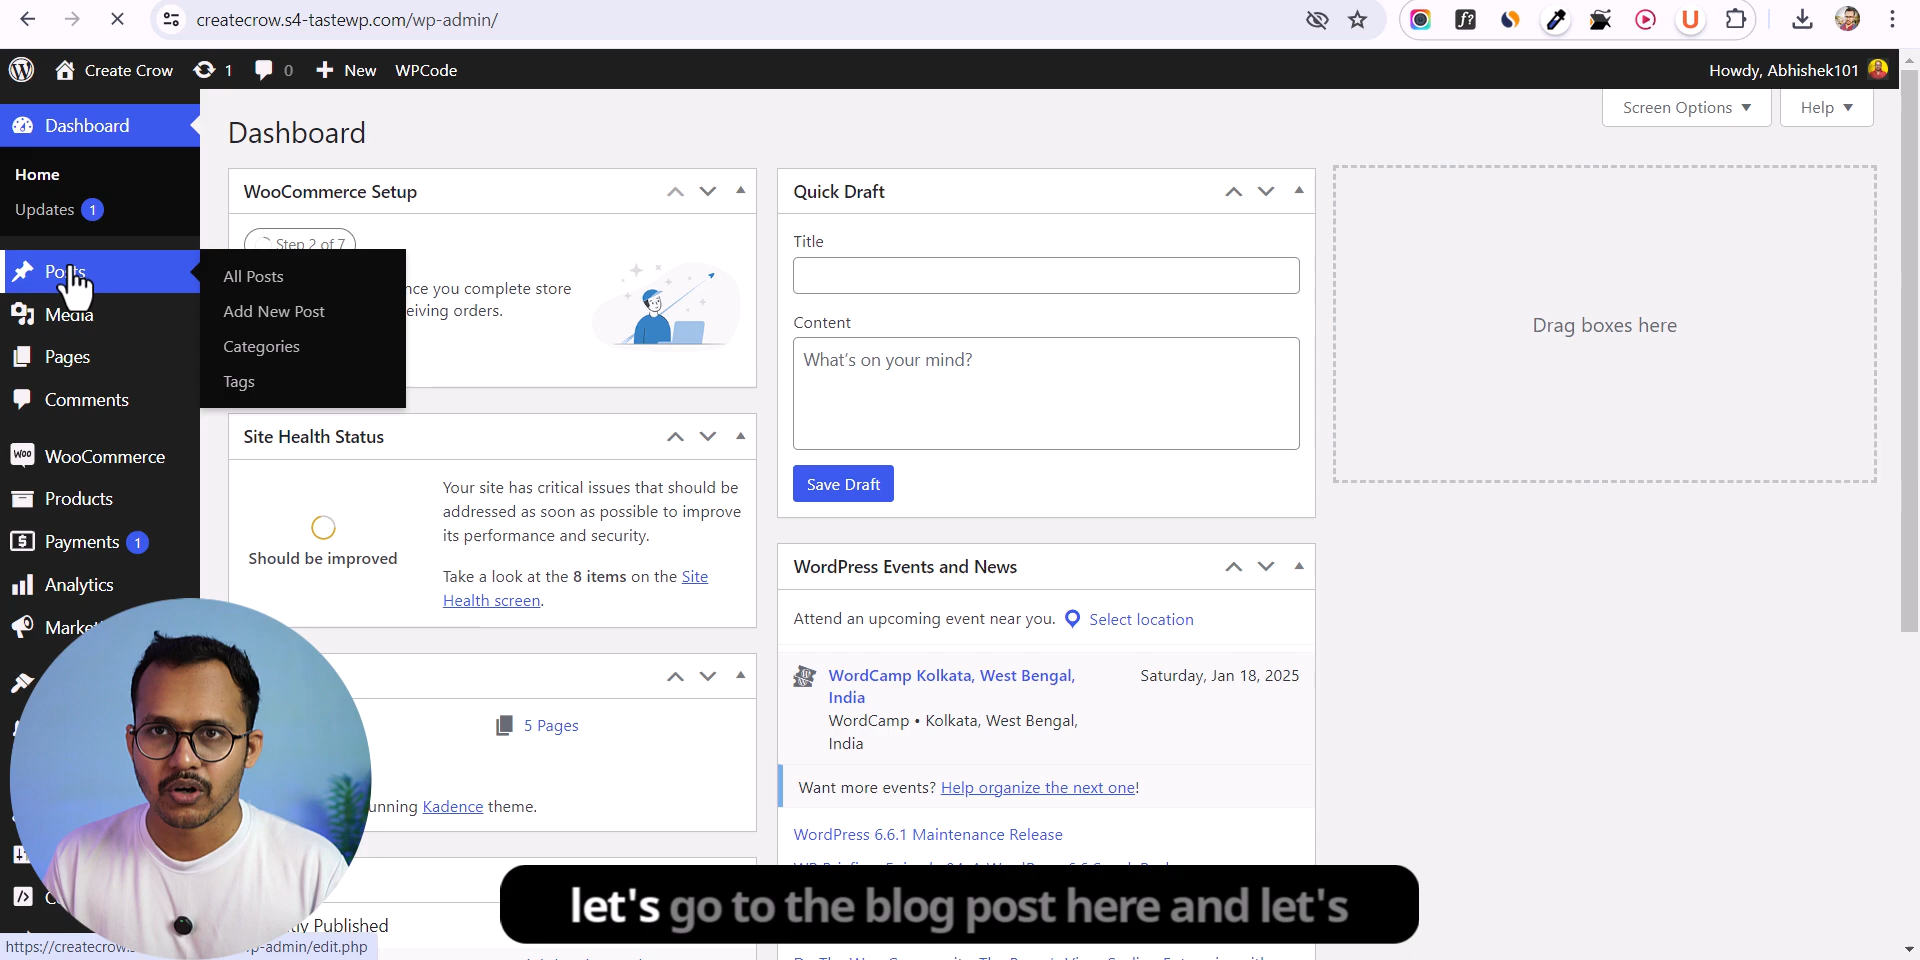 createcrow.s4-tastewp.com/wp-admin/
Create Crow
1
0
New
WPCode
Howdy, Abhishek101
Dashboard
Home
Updates 1
Posts
Media
Pages
Comments
WooCommerce
Products
Payments 1
Analytics
All Posts
Add New Post
Categories
Tags
Screen Options
Help
Dashboard
WooCommerce Setup
Step 2 of 7
you complete store
orders.
Site Health Status
Should be improved
Your site has critical issues that should be
addressed as soon as possible to improve
its performance and security.
Take a look at the 8 items on the Site
Health screen.
5 Pages
Kadence theme.
Published
Quick Draft
Title
Content
What's on your mind?
Save Draft
WordPress Events and News
Attend an upcoming event near you. Select location
WordCamp Kolkata, West Bengal,
India
Saturday, Jan 18, 2025
WordCamp • Kolkata, West Bengal,
India
Want more events? Help organize the next one!
WordPress 6.6.1 Maintenance Release
Drag boxes here
let's go to the blog post here and let's
-admin/edit.php